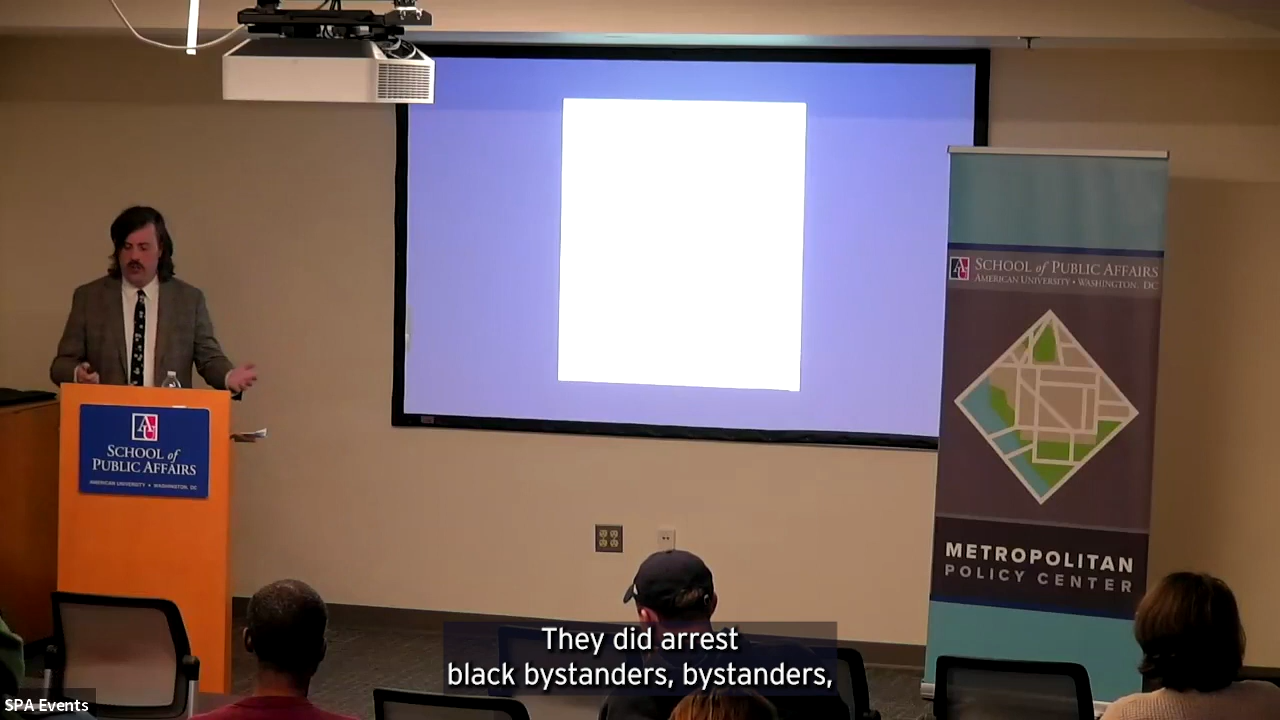 SCHOOL of PUBLIC AFFAIRS
AMERICAN UNIVERSITY • WASHINGTON, DC
SCHOOL of
PUBLIC AFFAIRS
AMERICAN UNIVERSITY • WASHINGTON, DC
METROPOLITAN
POLICY CENTER
They did arrest
black bystanders, bystanders,
SPA Events